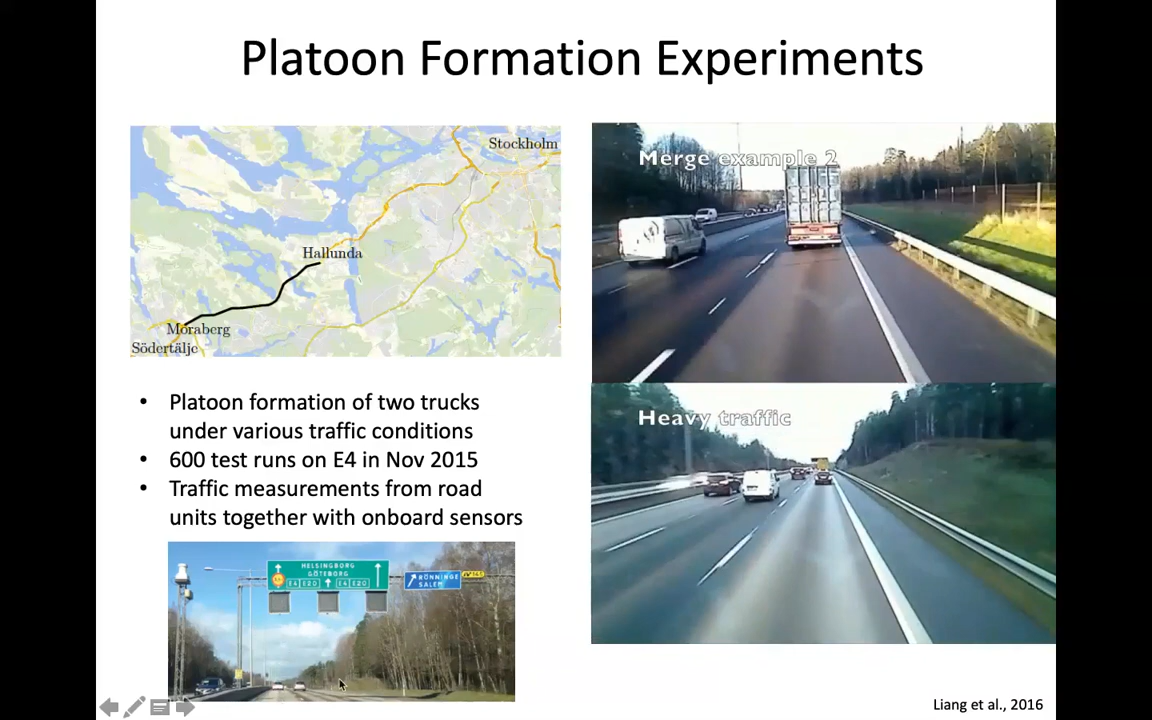 Platoon Formation Experiments
Stockholm
Hallunda
Moraberg
Södertälje
• Platoon formation of two trucks
under various traffic conditions
• 600 test runs on E4 in Nov 2015
• Traffic measurements from road
units together with onboard sensors
HELSINGBORG
GÖTEBORG
E4 E20 E4 E20
RÖNNINGE
SALEM
Merge example 2
Heavy traffic
Liang et al., 2016